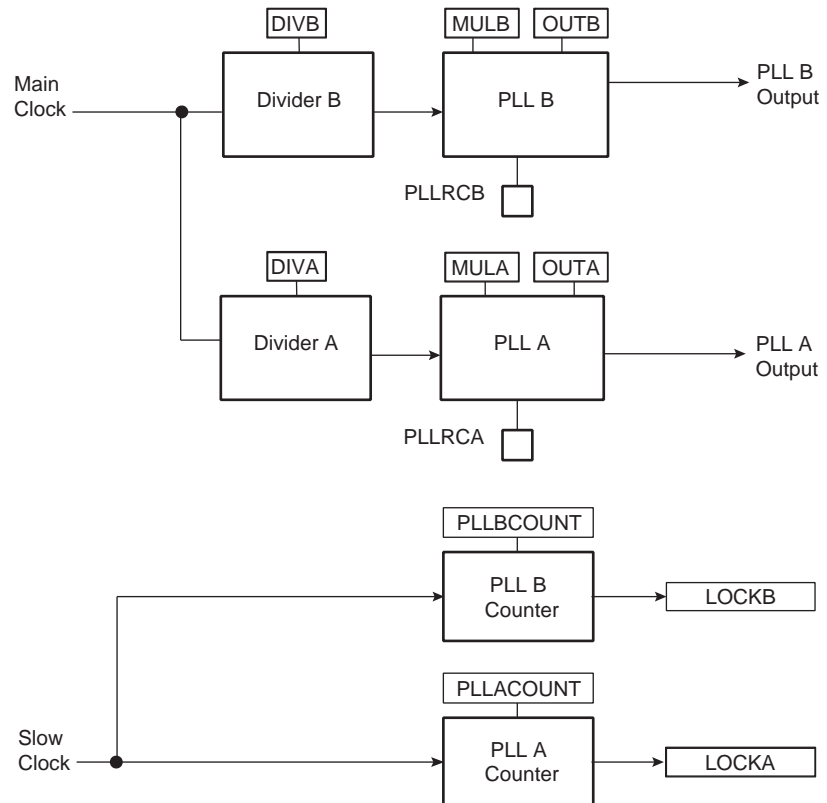 DIVB
MULB
OUTB
Main
Clock
Divider B
PLL B
PLL B
Output
PLLRCB
DIVA
MULA
OUTA
Divider A
PLL A
PLL A
Output
PLLRCA
PLLBCOUNT
PLL B
Counter
LOCKB
PLLACOUNT
Slow
Clock
PLL A
Counter
LOCKA